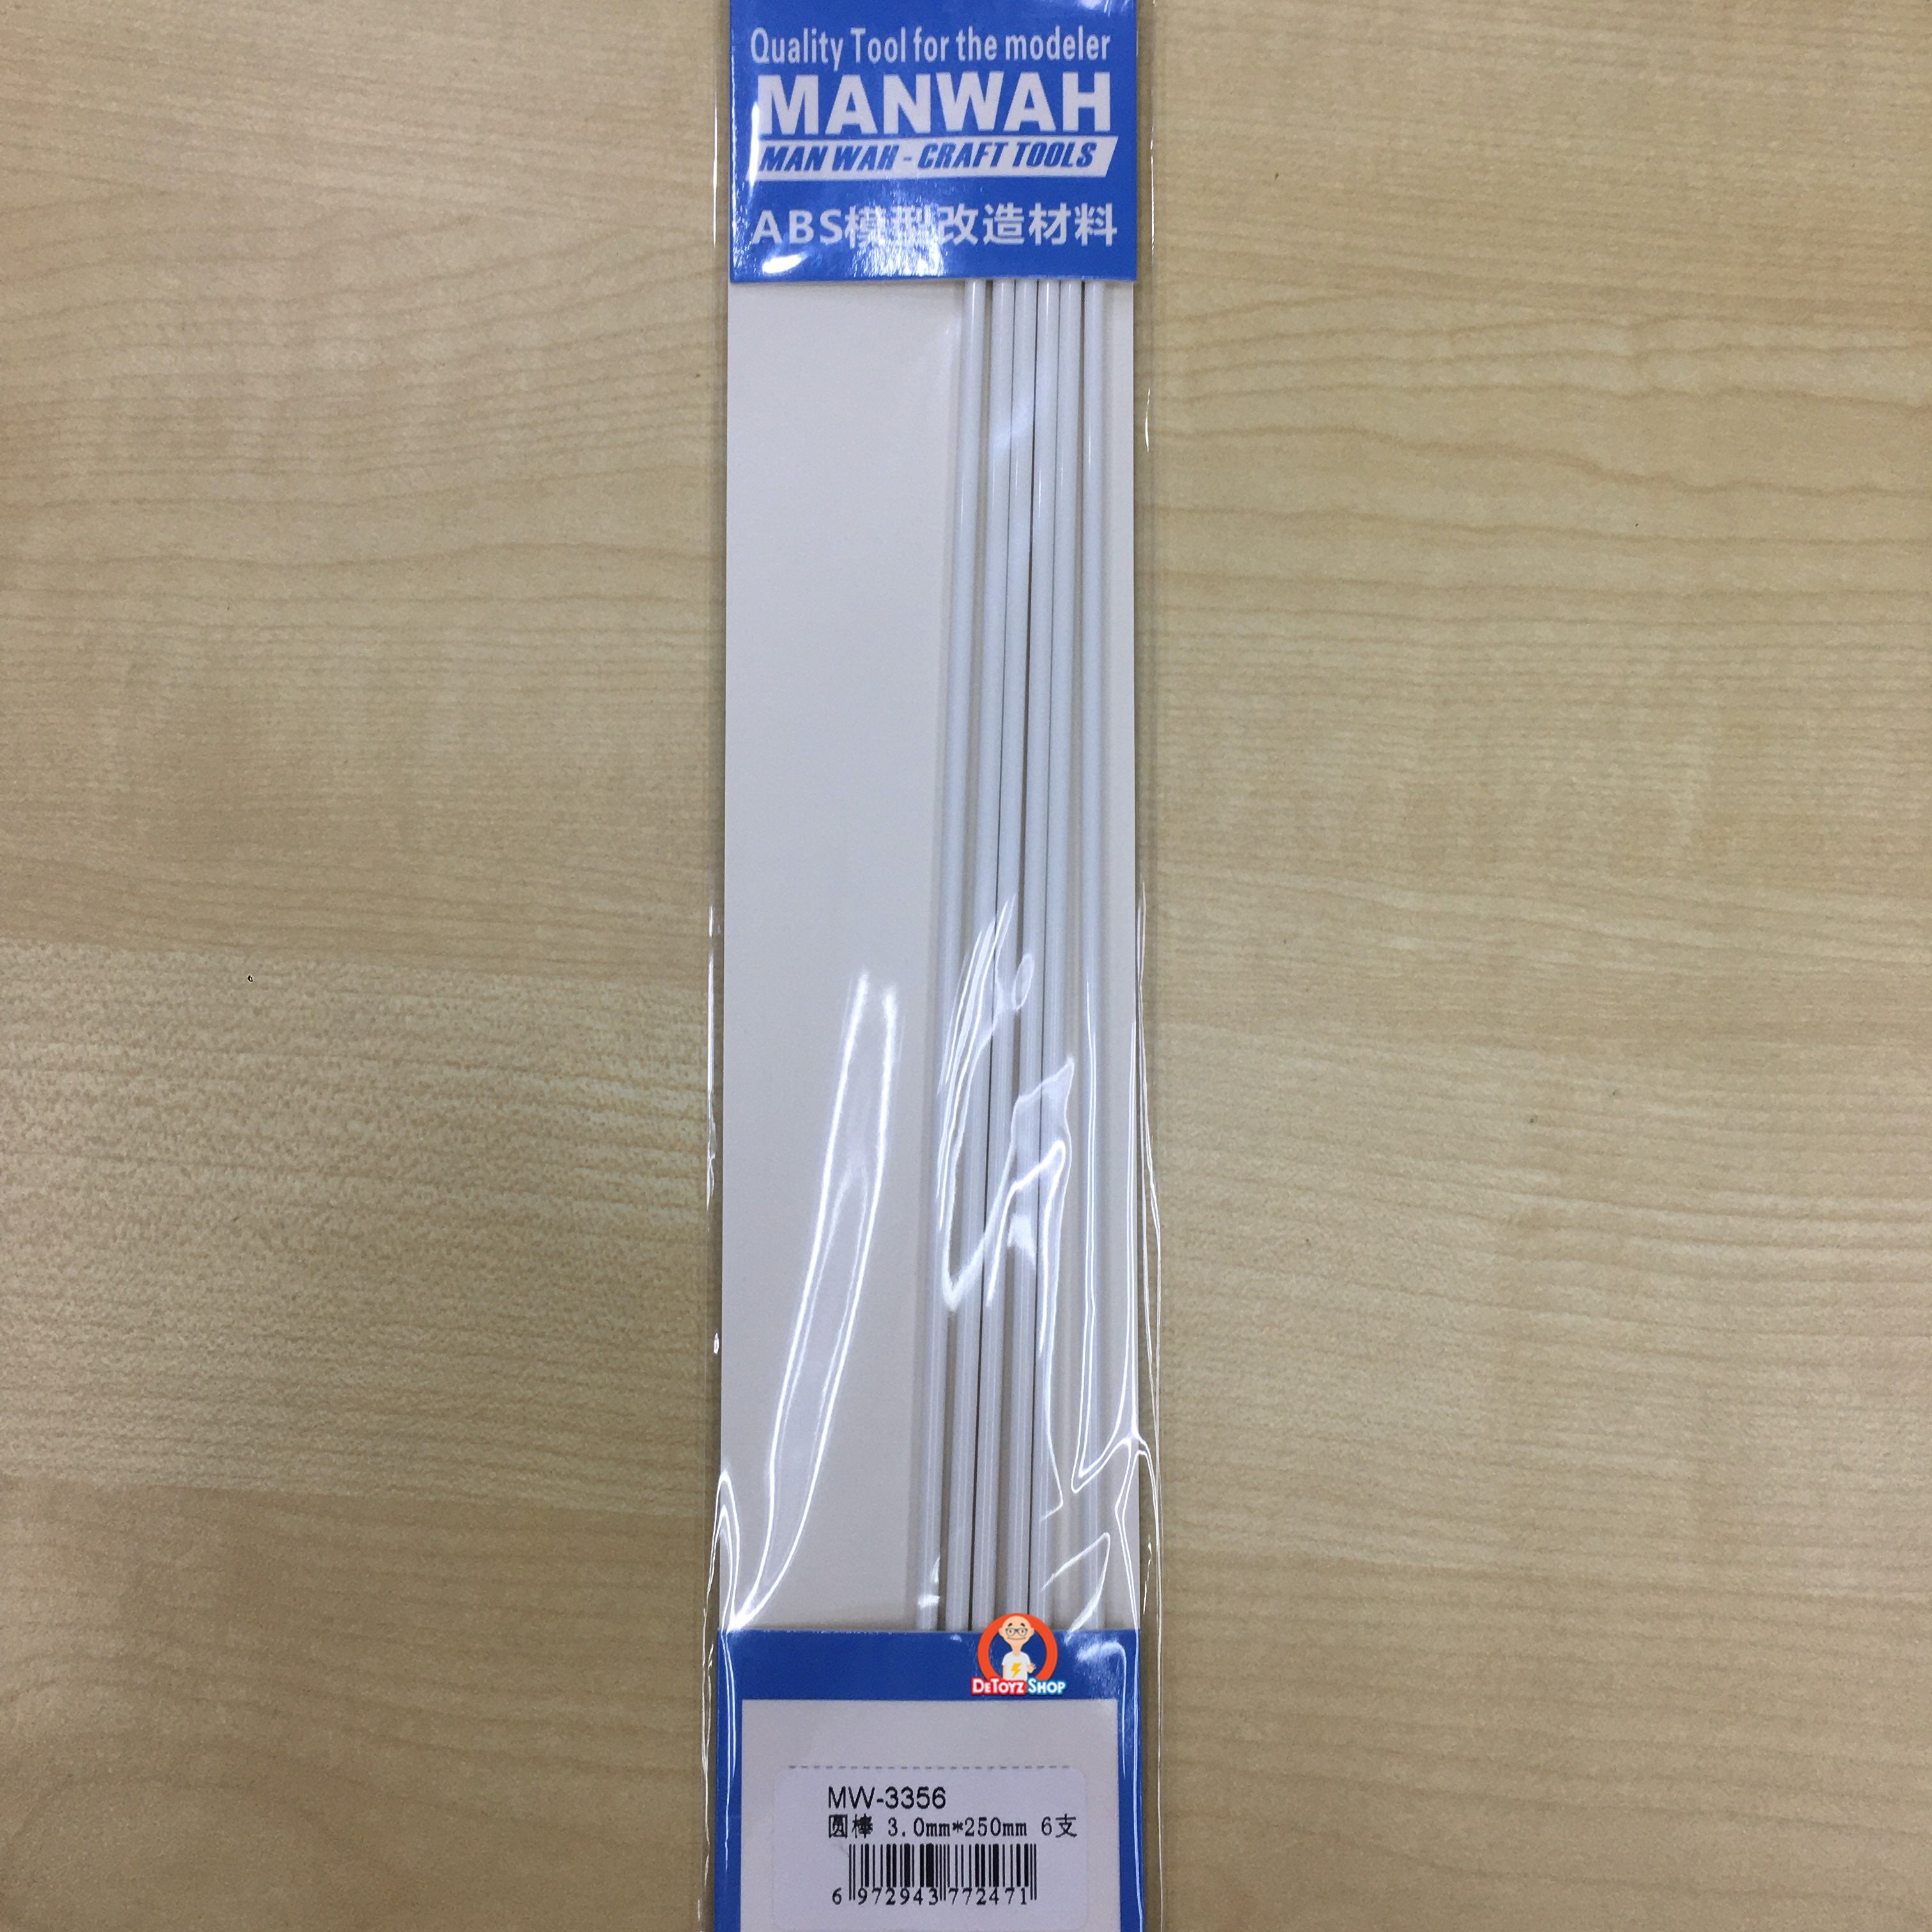 Quality Tool for the modeler
MANWAH
MAN WAH - CRAFT TOOLS
ABS模型改造材料
DeToyz Shop
MW-3356
圆棒 3.0mm*250mm 6支
6 972943 772471